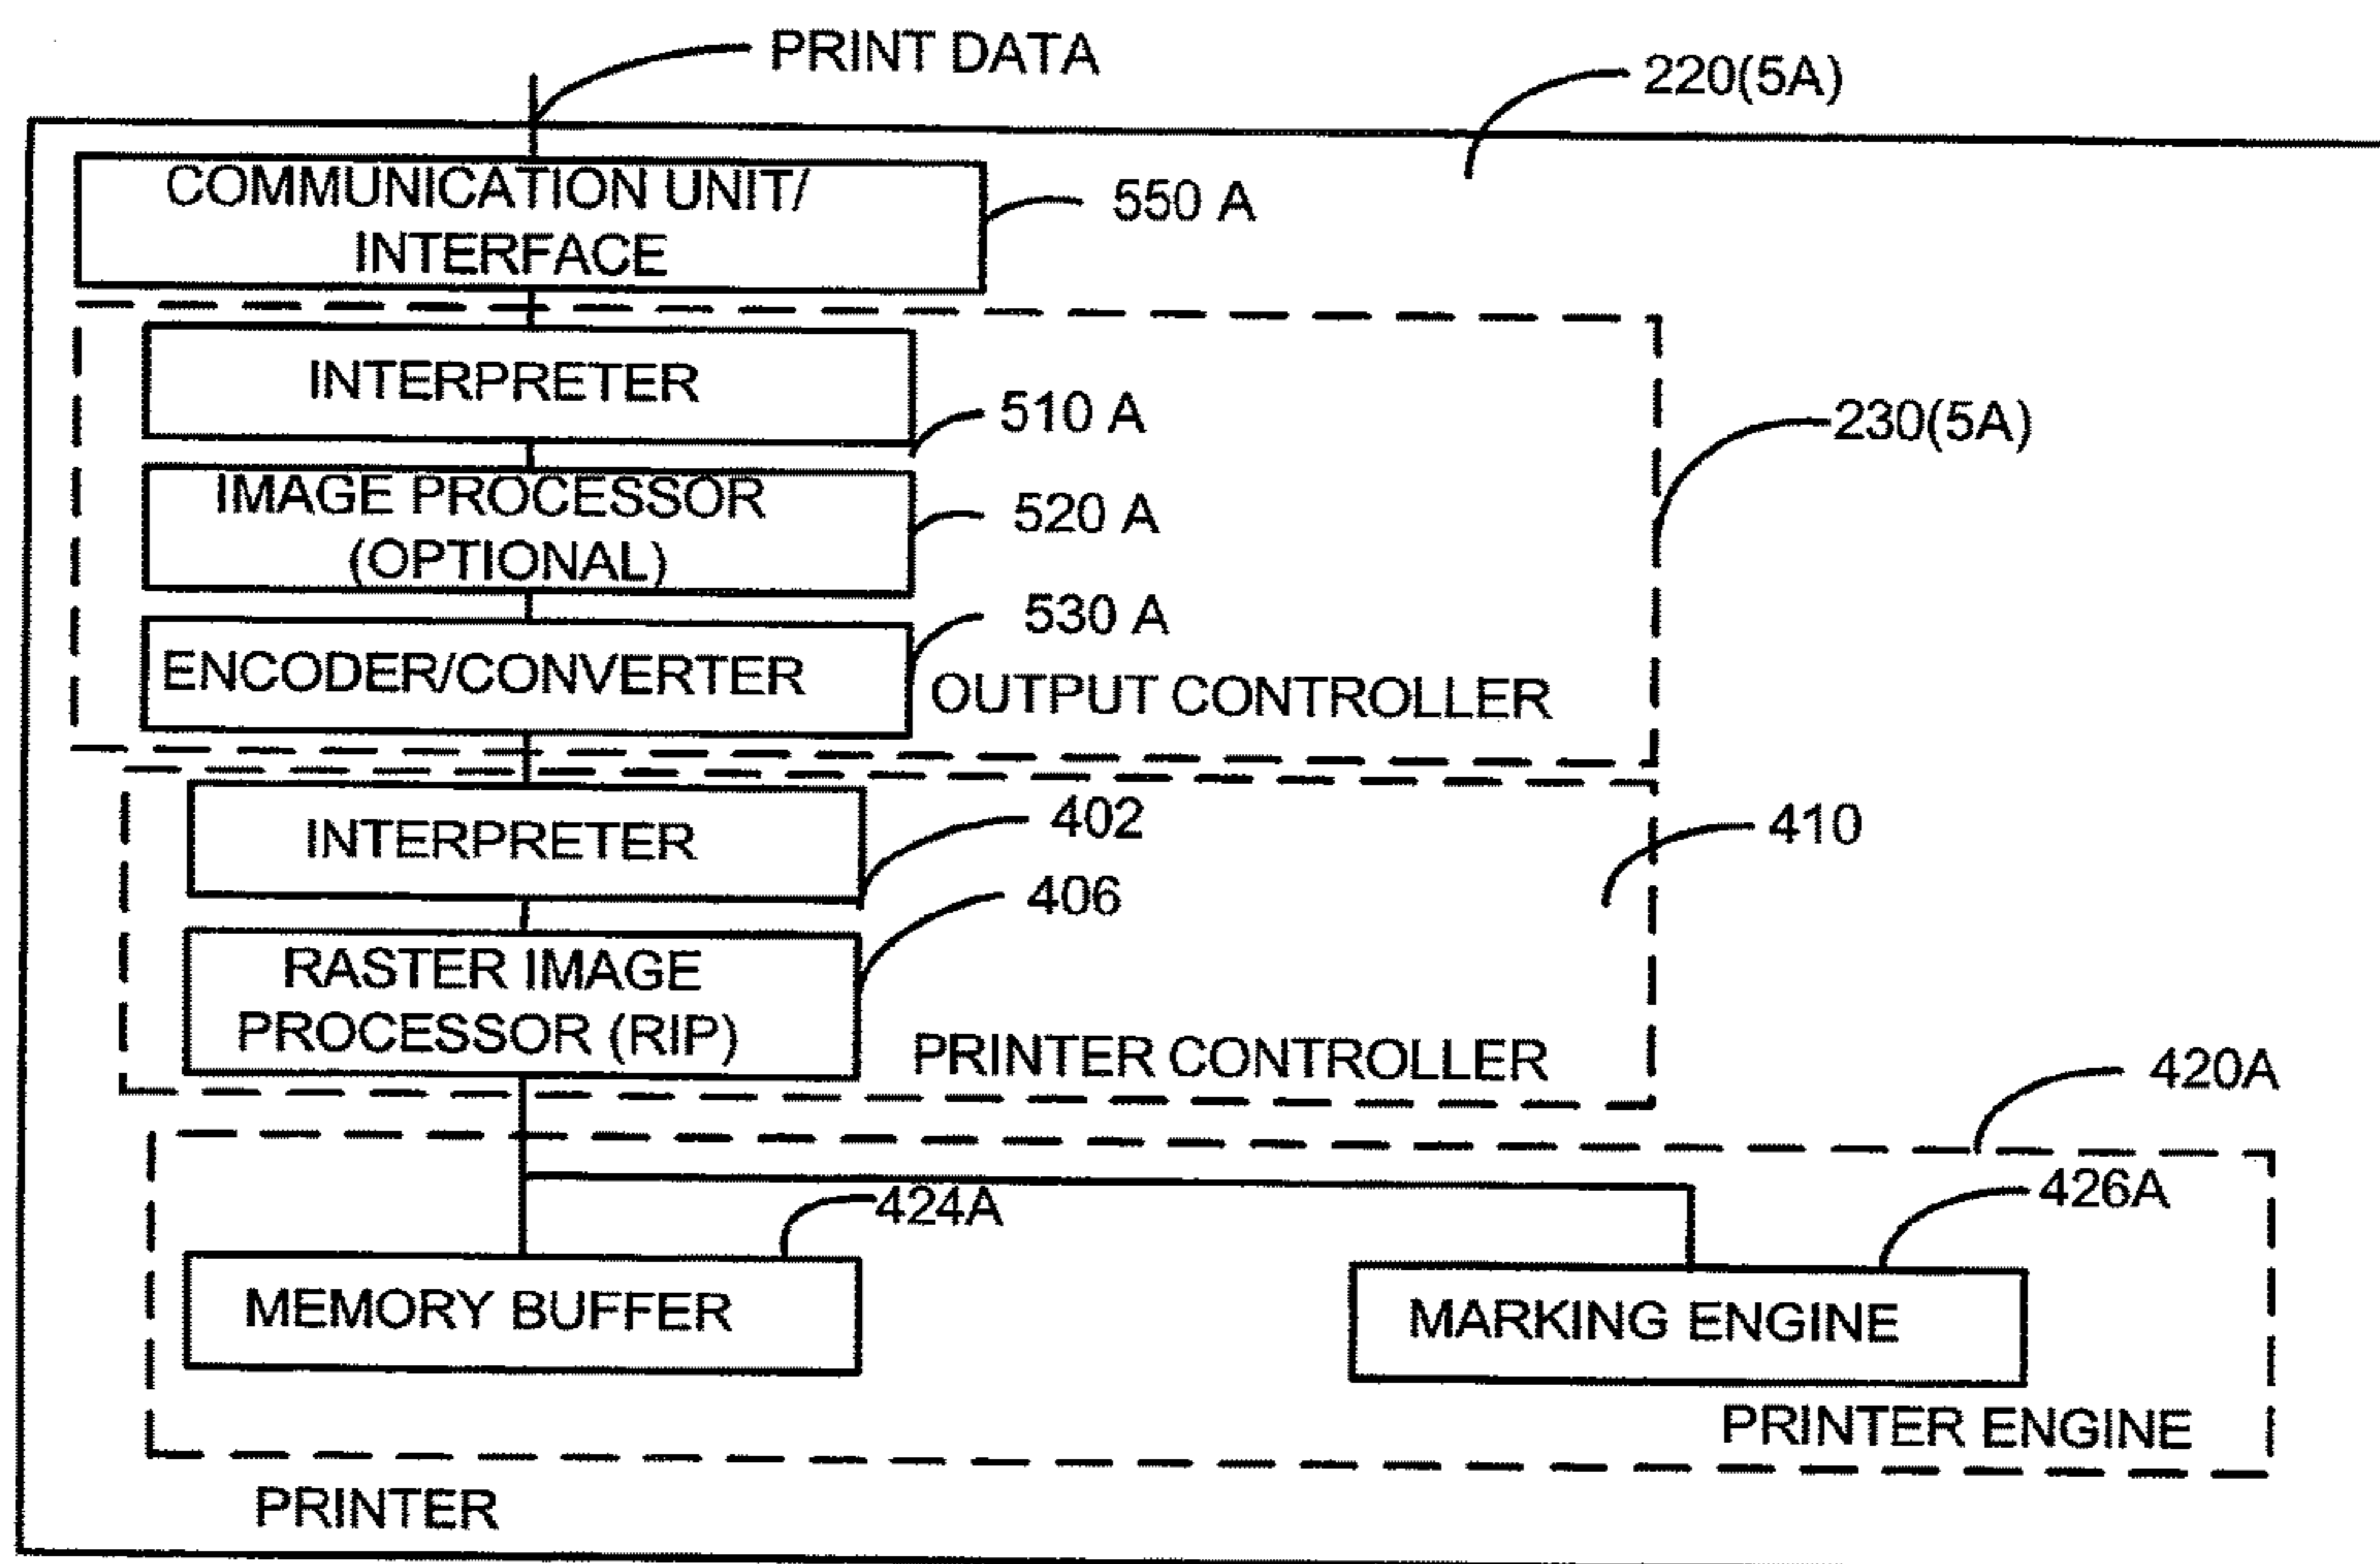 PRINT DATA
220(5A)
COMMUNICATION UNIT/
INTERFACE
550 A
INTERPRETER
510 A
230(5A)
IMAGE PROCESSOR
(OPTIONAL)
520 A
530 A
ENCODER/CONVERTER
OUTPUT CONTROLLER
INTERPRETER
402
410
406
RASTER IMAGE
PROCESSOR (RIP)
PRINTER CONTROLLER
420A
424A
426A
MEMORY BUFFER
MARKING ENGINE
PRINTER ENGINE
PRINTER